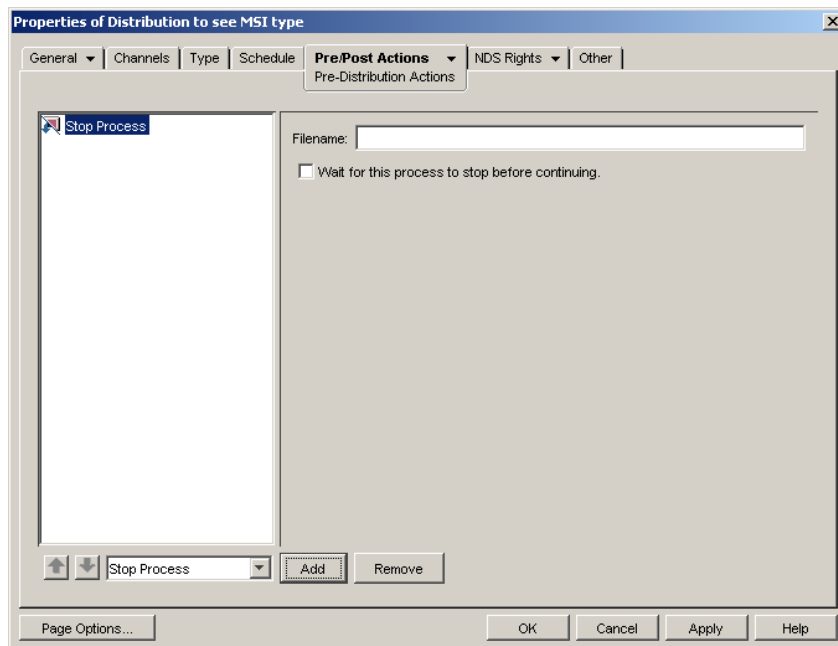 Properties of Distribution to see MSI type
General Channels Type Schedule Pre/Post Actions NDS Rights Other
Pre-Distribution Actions
Stop Process
Filename:
Wait for this process to stop before continuing.
Stop Process Add Remove
Page Options... OK Cancel Apply Help